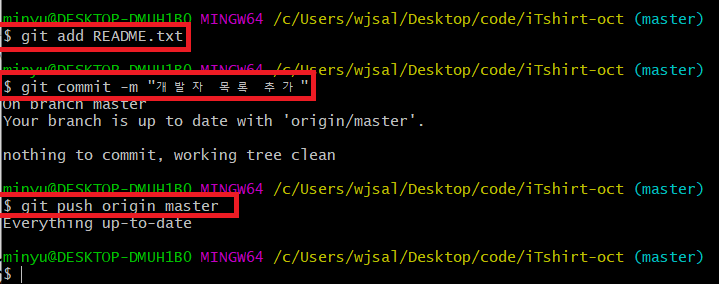 minyu@DESKTOP-DMUH1BO MINGW64 /c/Users/wjsal/Desktop/code/iTshirt-oct (master)
$ git add README.txt
minyu@DESKTOP-DMUH1BO MINGW64 /c/Users/wjsal/Desktop/code/iTshirt-oct (master)
$ git commit -m "개발자 목록 추가"
On branch master
Your branch is up to date with 'origin/master'.
nothing to commit, working tree clean
minyu@DESKTOP-DMUH1BO MINGW64 /c/Users/wjsal/Desktop/code/iTshirt-oct (master)
$ git push origin master
Everything up-to-date
minyu@DESKTOP-DMUH1BO MINGW64 /c/Users/wjsal/Desktop/code/iTshirt-oct (master)
$